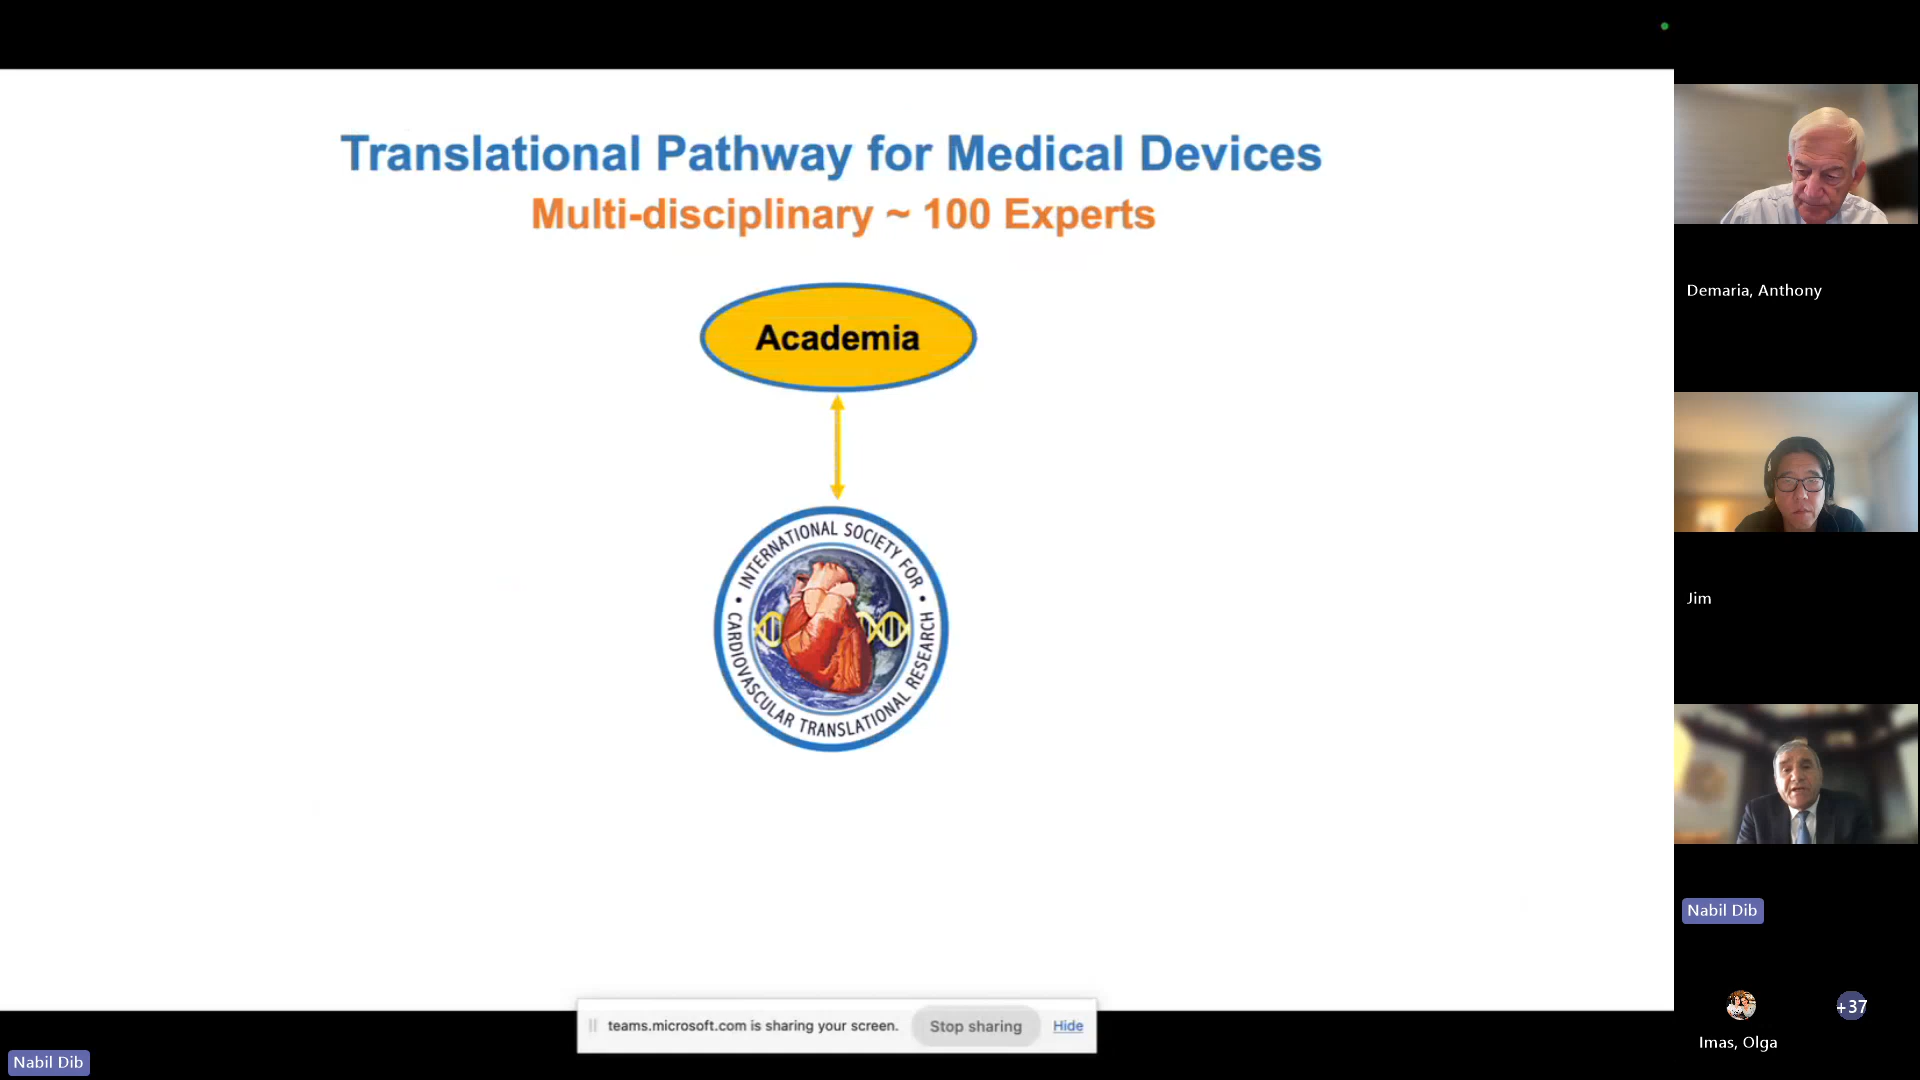 Translational Pathway for Medical Devices
Multi-disciplinary ~ 100 Experts
Academia
• INTERNATIONAL SOCIETY FOR •
CARDIOVASCULAR TRANSLATIONAL RESEARCH
teams.microsoft.com is sharing your screen.
Stop sharing
Hide
Nabil Dib
Demaria, Anthony
Jim
Nabil Dib
+37
Imas, Olga